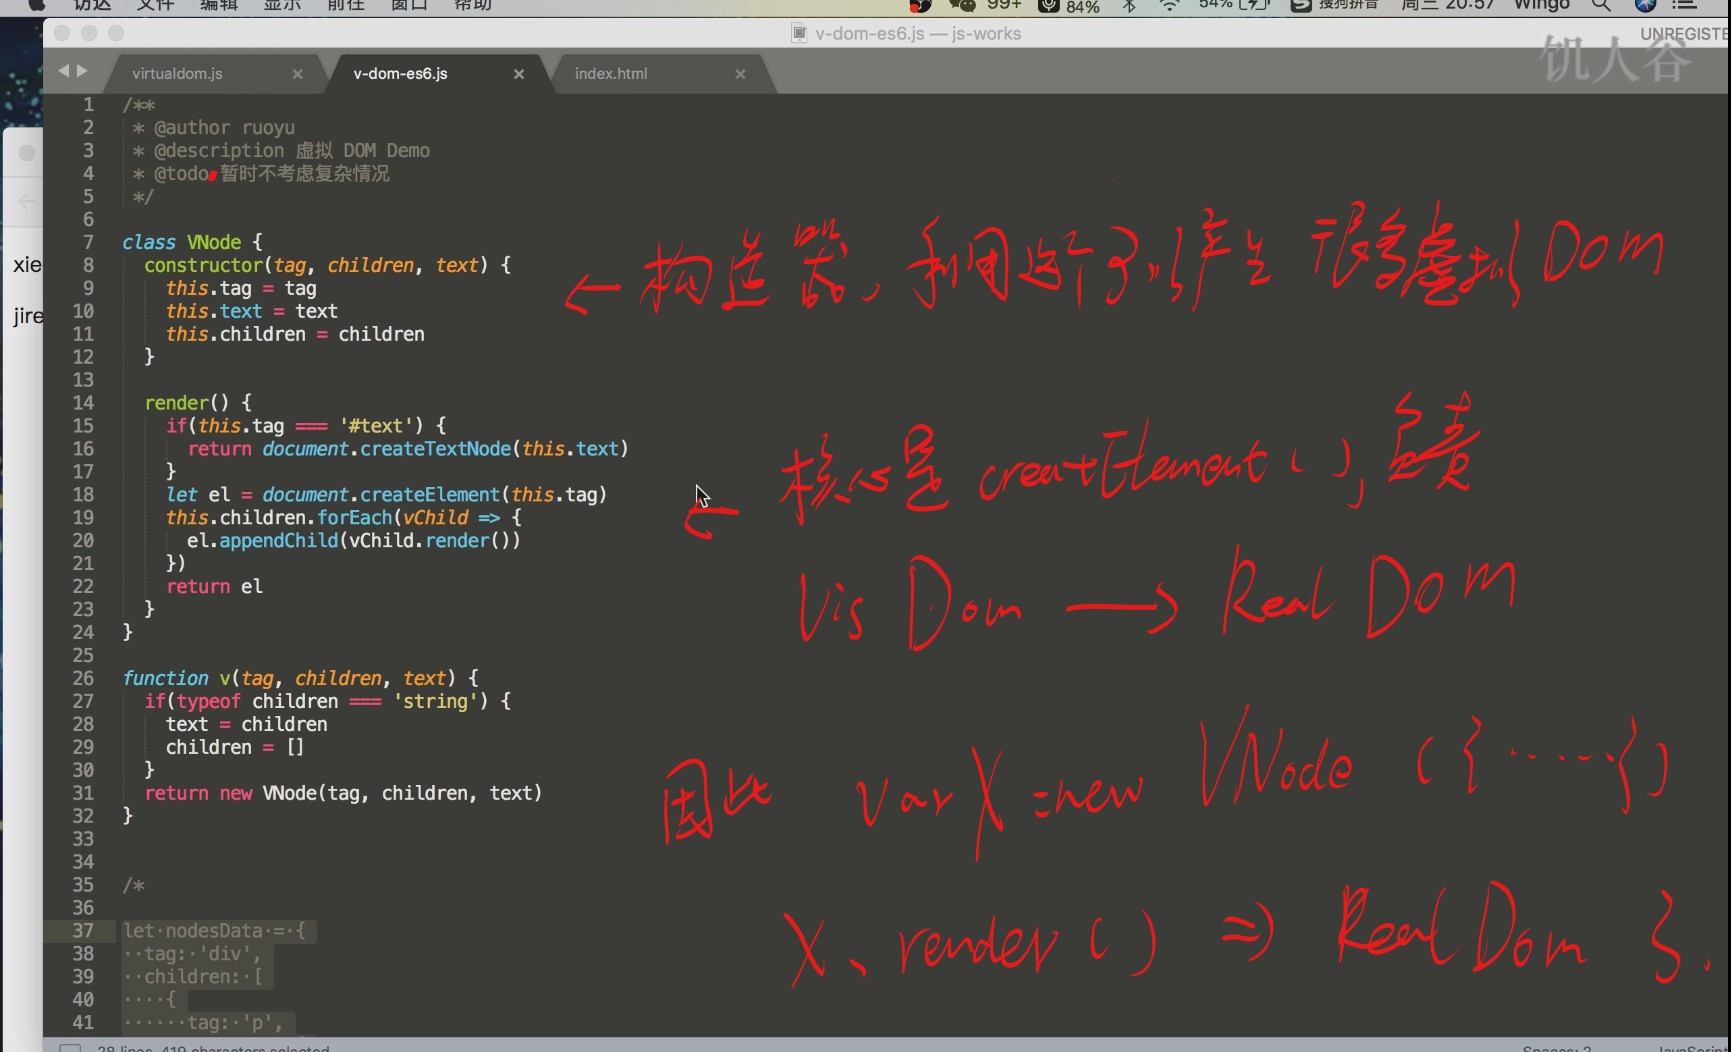 访达 文件 编辑 显示 前往 窗口 帮助 99+ 84% 54% 搜狗拼音 周三 20:57 Wingo
v-dom-es6.js — js-works
UNREGISTE
饥人谷
virtualdom.js × v-dom-es6.js × index.html ×
xie
jire
1 /**
2 * @author ruoyu
3 * @description 虚拟 DOM Demo
4 * @todo 暂时不考虑复杂情况
5 */
6
7 class VNode {
8 constructor(tag, children, text) {
9 this.tag = tag
10 this.text = text
11 this.children = children
12 }
13
14 render() {
15 if(this.tag === '#text') {
16 return document.createTextNode(this.text)
17 }
18 let el = document.createElement(this.tag)
19 this.children.forEach(vChild => {
20 el.appendChild(vChild.render())
21 })
22 return el
23 }
24 }
25
26 function v(tag, children, text) {
27 if(typeof children === 'string') {
28 text = children
29 children = []
30 }
31 return new VNode(tag, children, text)
32 }
33
34
35 /*
36
37 let nodesData = {
38 tag: 'div',
39 children: [
40 {
41 tag: 'p',
← 构造器, 利用这个可以产生很多虚拟DOM
← 核心是 creatElement(), 负责
Vis Dom → Real DOM
因此 var X = new VNode ({ ...... })
X、render() => Real Dom }.
28 lines, 419 characters selected
Spaces: 2 JavaScript